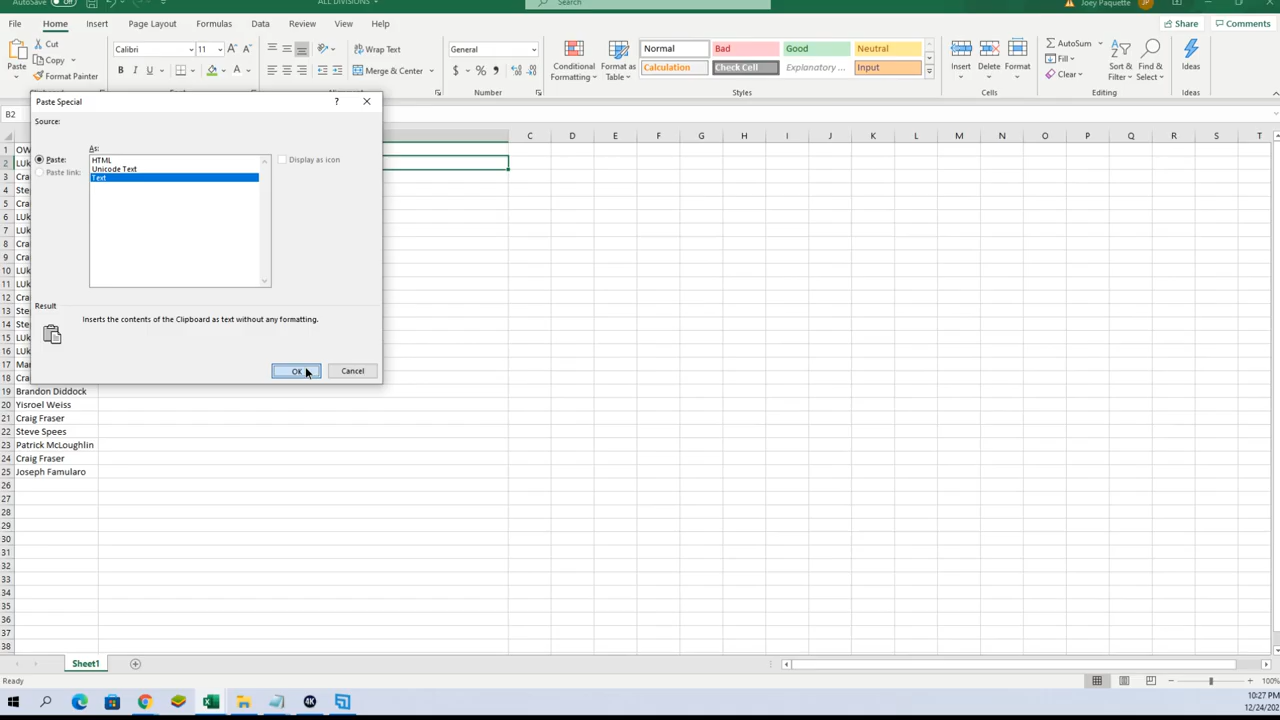 AutoSave Off ALL DIVISIONS Search Joey Paquette JP
File Home Insert Page Layout Formulas Data Review View Help Share Comments
Paste Cut Copy Format Painter
Calibri 11 A A
B I U A
Wrap Text
Merge & Center
General
$ % 9
Number
Conditional Formatting
Format as Table
Normal Bad Good Neutral
Calculation Check Cell Explanatory ... Input
Styles
Insert Delete Format
Cells
AutoSum
Fill
Clear
Sort & Filter
Find & Select
Editing
Ideas
Ideas
B2
Paste Special ?
Source:
As:
Paste:
Paste link:
HTML
Unicode Text
Text
Display as icon
Result
Inserts the contents of the Clipboard as text without any formatting.
OK Cancel
C D E F G H I J K L M N O P Q R S T
1 OW
2 LUk
3 Cra
4 Ste
5 Cra
6 LUk
7 LUk
8 Cra
9 Cra
10 LUk
11 LUk
12 Cra
13 Ste
14 Ste
15 LUk
16 LUk
17 Mar
18 Cra
19 Brandon Diddock
20 Yisroel Weiss
21 Craig Fraser
22 Steve Spees
23 Patrick McLoughlin
24 Craig Fraser
25 Joseph Famularo
26
27
28
29
30
31
32
33
34
35
36
37
38
Sheet1
Ready 100%
4K
10:27 PM
12/24/202